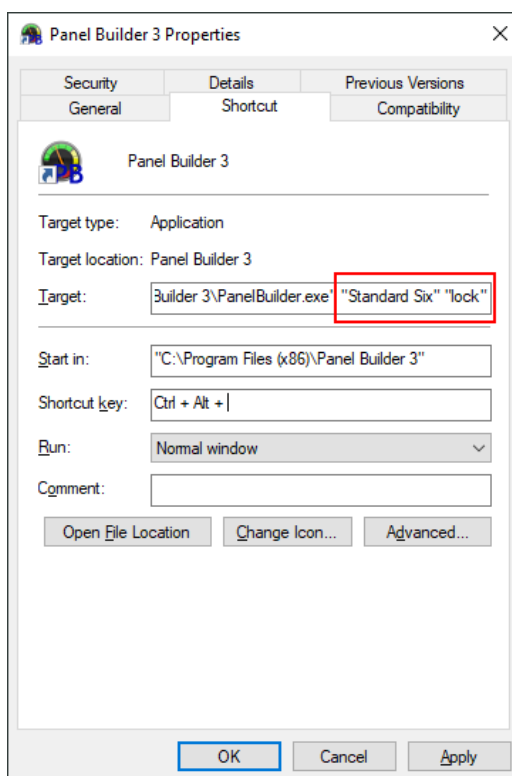 Panel Builder 3 Properties
Security Details Previous Versions
General Shortcut Compatibility
Panel Builder 3
Target type: Application
Target location: Panel Builder 3
Target: Builder 3\PanelBuilder.exe" "Standard Six" "lock"
Start in: "C:\Program Files (x86)\Panel Builder 3"
Shortcut key: Ctrl + Alt +
Run: Normal window
Comment:
Open File Location Change Icon... Advanced...
OK Cancel Apply